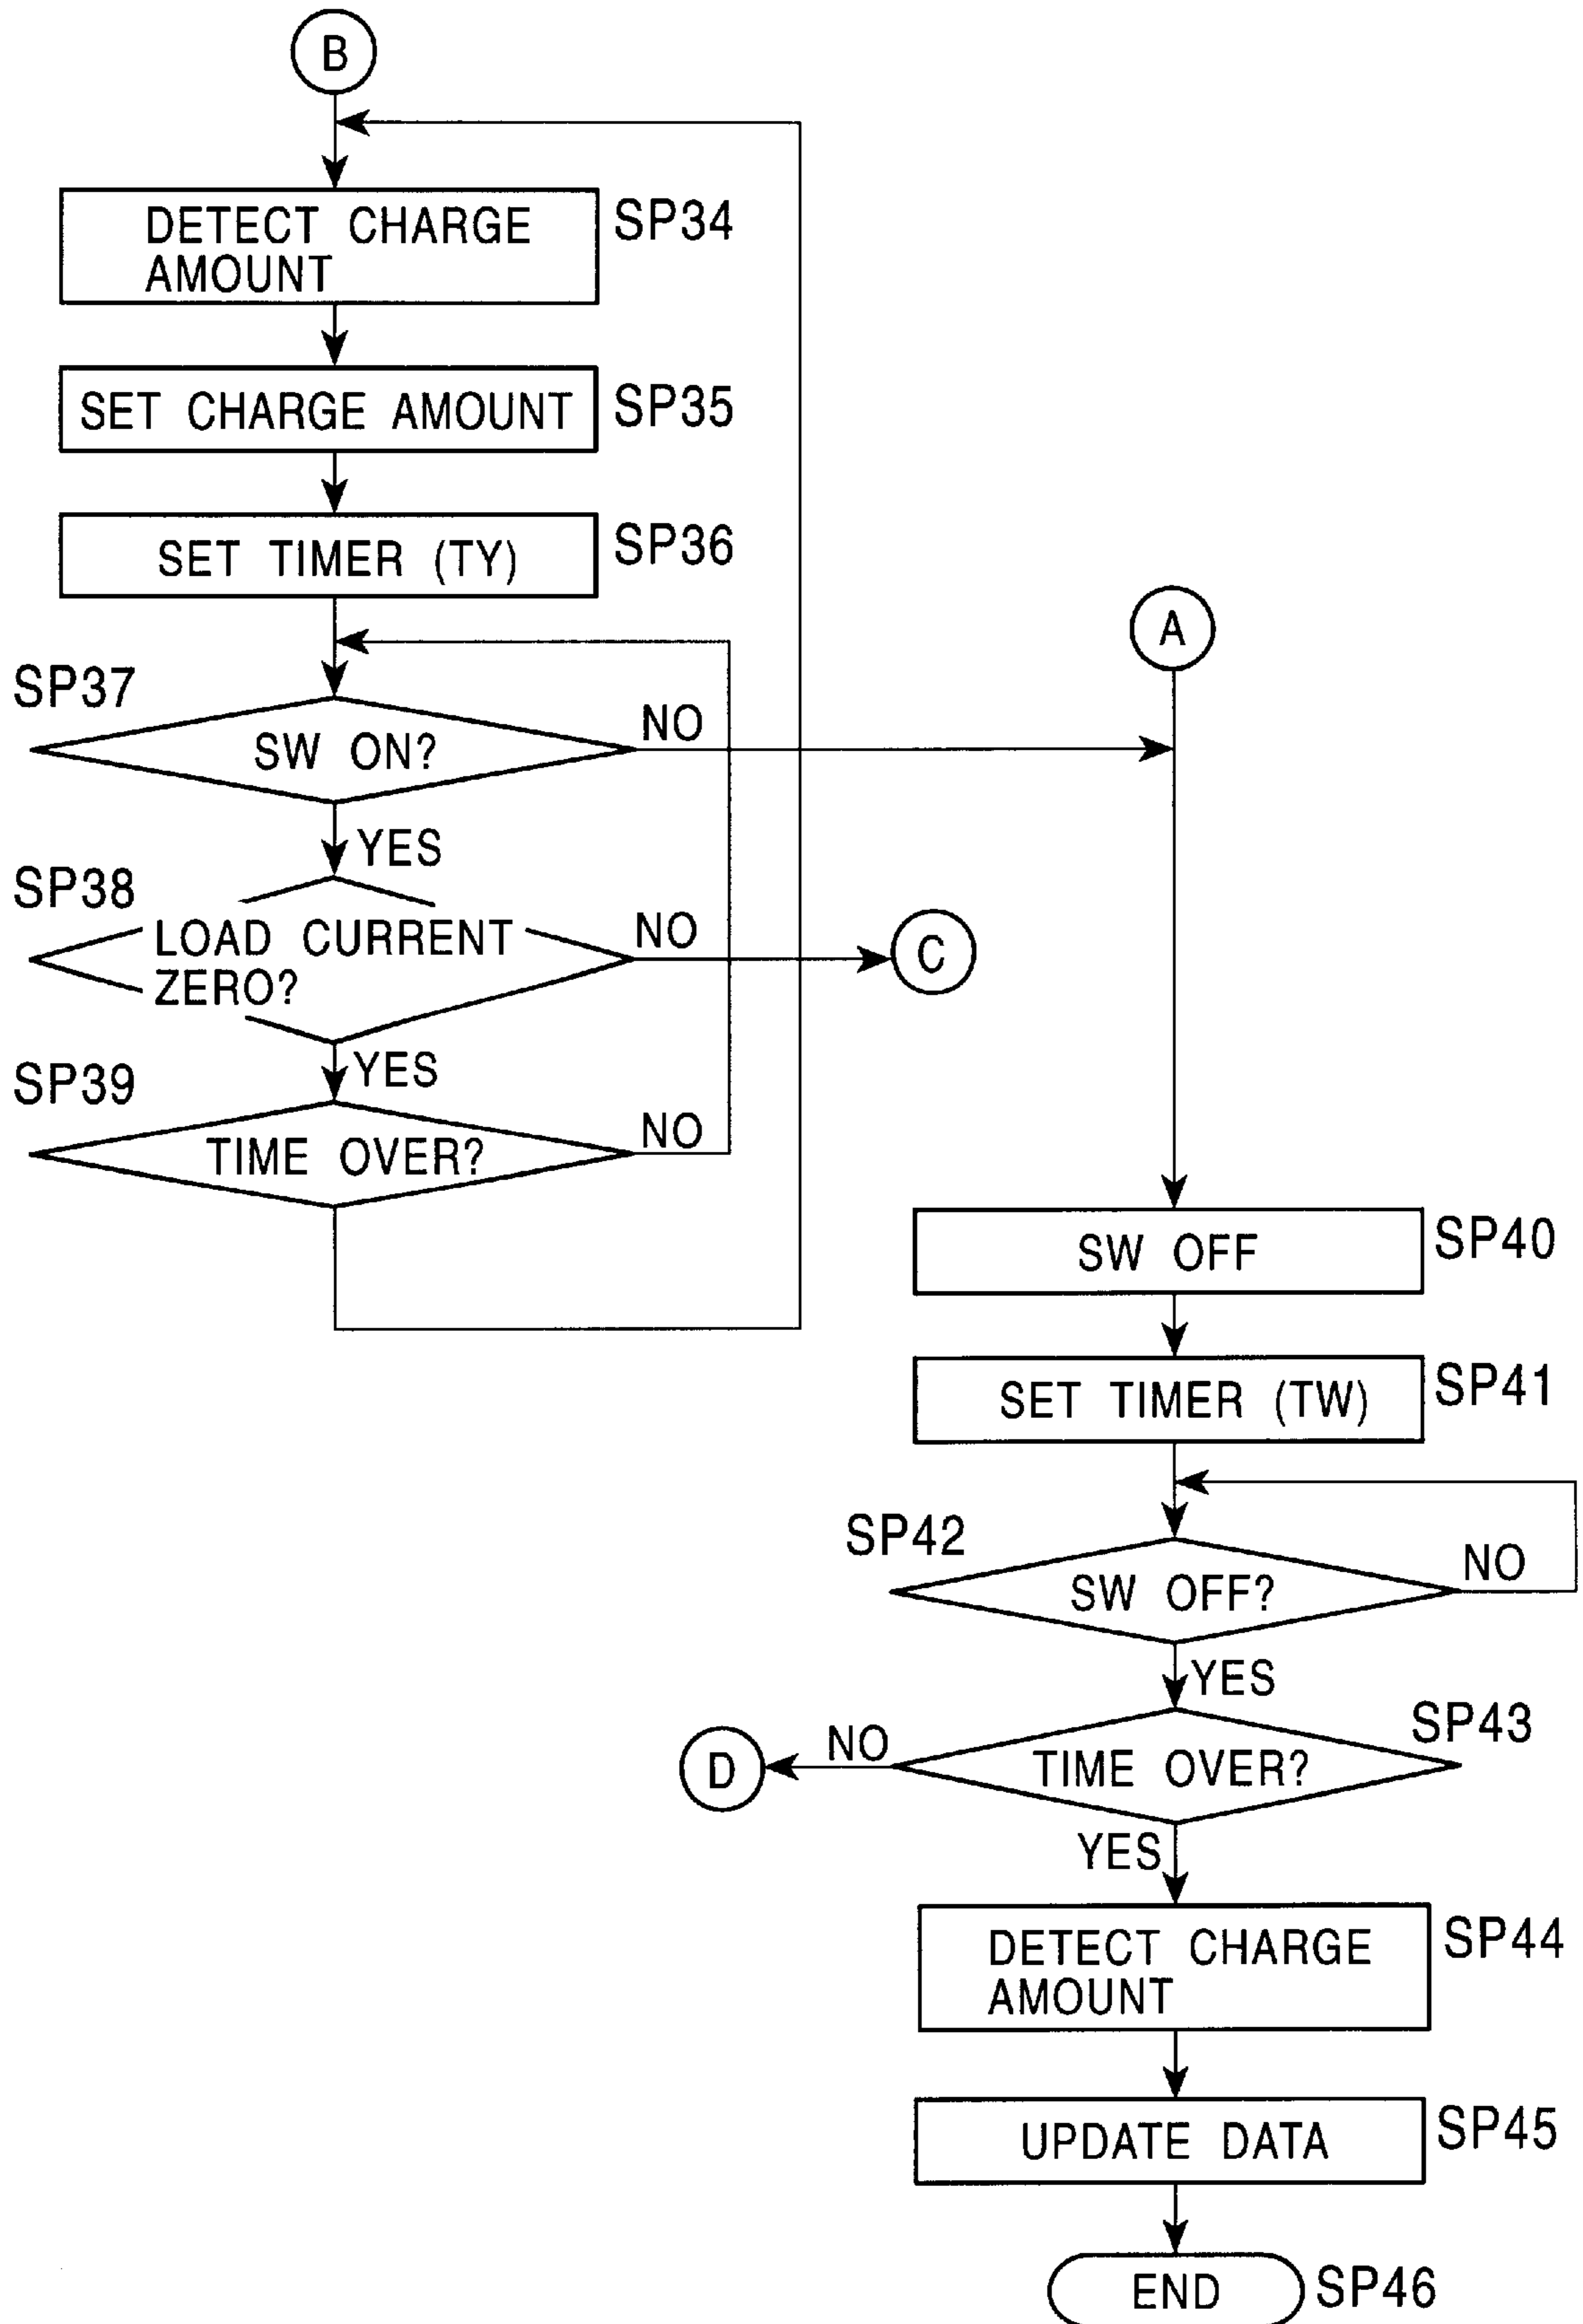 B
DETECT CHARGE
AMOUNT
SP34
SET CHARGE AMOUNT
SP35
SET TIMER (TY)
SP36
SP37
SW ON?
NO
YES
A
SP38
LOAD CURRENT
ZERO?
NO
C
YES
SP39
TIME OVER?
NO
SW OFF
SP40
SET TIMER (TW)
SP41
SP42
SW OFF?
NO
YES
SP43
TIME OVER?
NO
D
YES
DETECT CHARGE
AMOUNT
SP44
UPDATE DATA
SP45
END
SP46